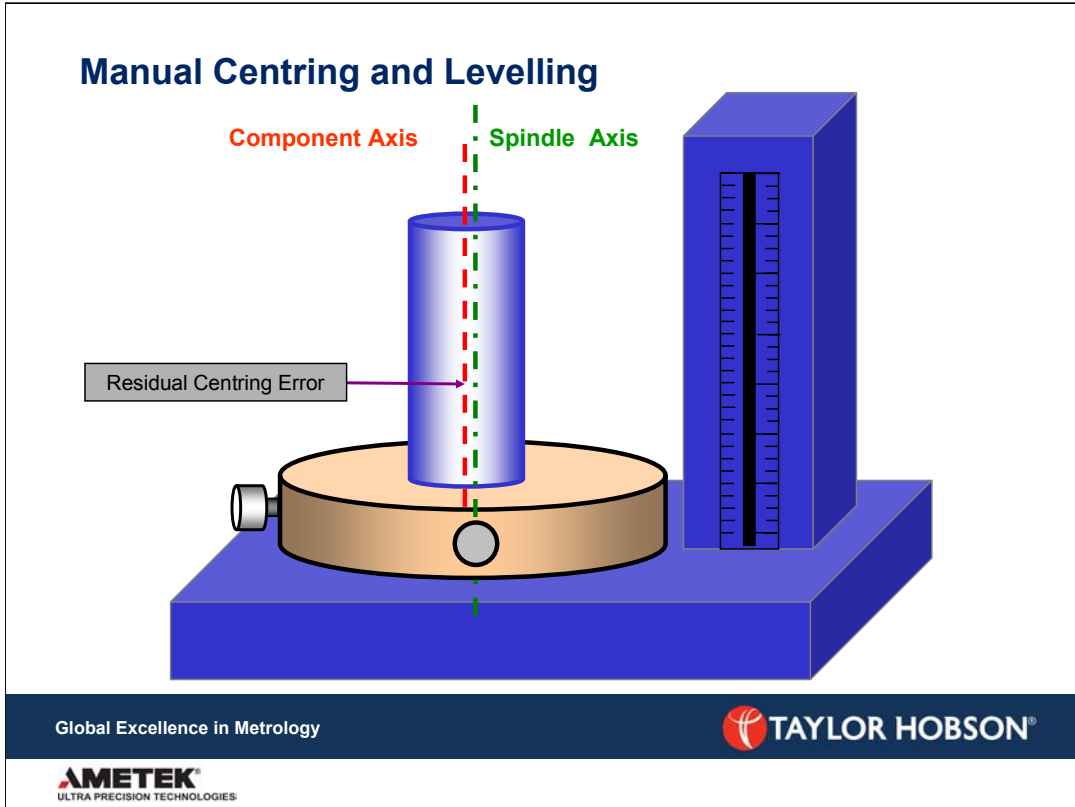 Manual Centring and Levelling
Component Axis
Spindle Axis
Residual Centring Error
Global Excellence in Metrology
TAYLOR HOBSON®
AMETEK®
ULTRA PRECISION TECHNOLOGIES